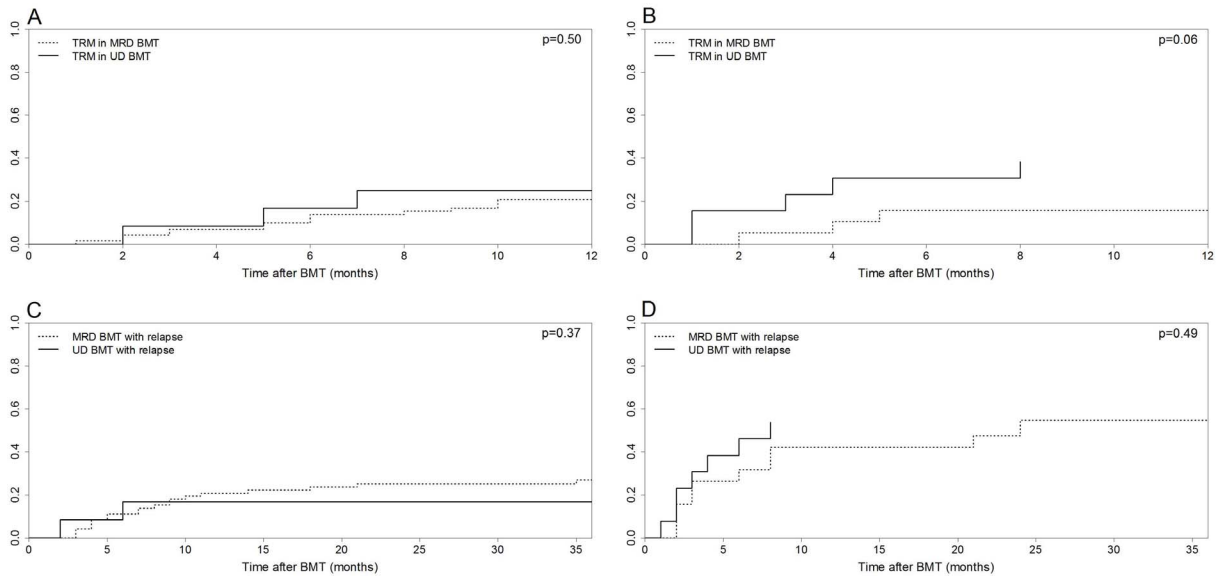 A
TRM in MRD BMT
TRM in UD BMT
p=0.50
1.0
0.8
0.6
0.4
0.2
0.0
0 2 4 6 8 10 12
Time after BMT (months)
B
TRM in MRD BMT
TRM in UD BMT
p=0.06
1.0
0.8
0.6
0.4
0.2
0.0
0 2 4 6 8 10 12
Time after BMT (months)
C
MRD BMT with relapse
UD BMT with relapse
p=0.37
1.0
0.8
0.6
0.4
0.2
0.0
0 5 10 15 20 25 30 35
Time after BMT (months)
D
MRD BMT with relapse
UD BMT with relapse
p=0.49
1.0
0.8
0.6
0.4
0.2
0.0
0 5 10 15 20 25 30 35
Time after BMT (months)